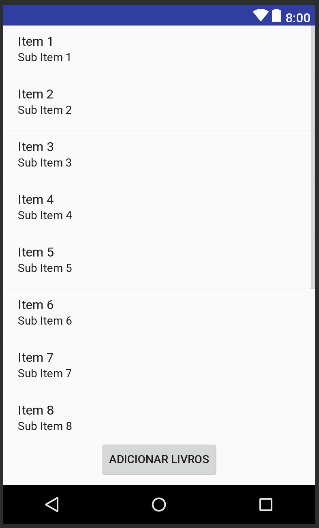 8:00
Item 1
Sub Item 1
Item 2
Sub Item 2
Item 3
Sub Item 3
Item 4
Sub Item 4
Item 5
Sub Item 5
Item 6
Sub Item 6
Item 7
Sub Item 7
Item 8
Sub Item 8
ADICIONAR LIVROS